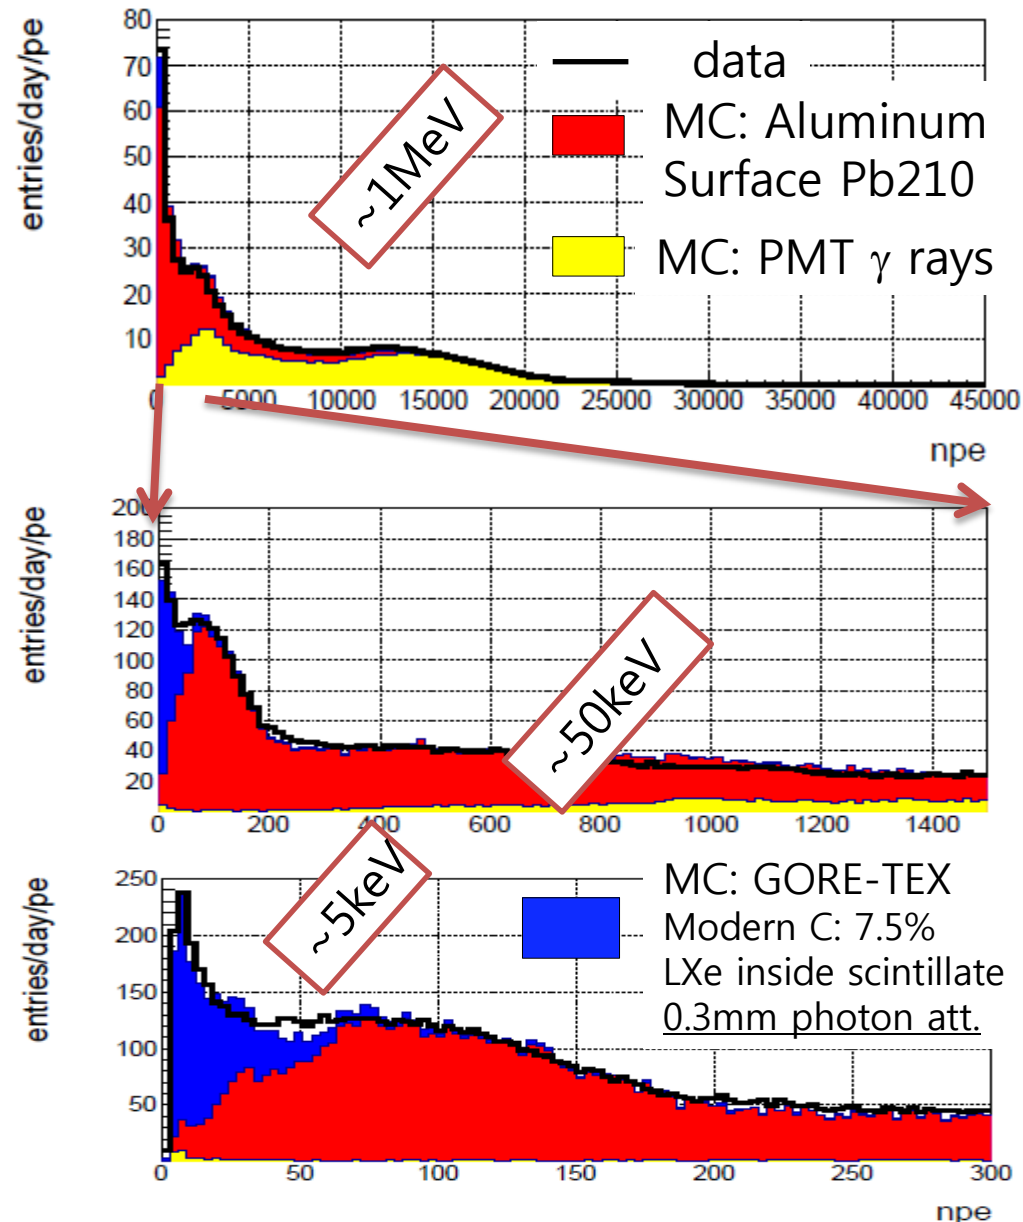 entries/day/pe
80
70
60
50
40
30
20
10
data
MC: Aluminum
Surface Pb210
MC: PMT γ rays
~1MeV
0 5000 10000 15000 20000 25000 30000 35000 40000 45000
npe
entries/day/pe
200
180
160
140
120
100
80
60
40
20
~50keV
0 200 400 600 800 1000 1200 1400
entries/day/pe
250
200
150
100
50
~5keV
MC: GORE-TEX
Modern C: 7.5%
LXe inside scintillate
0.3mm photon att.
0 50 100 150 200 250 300
npe